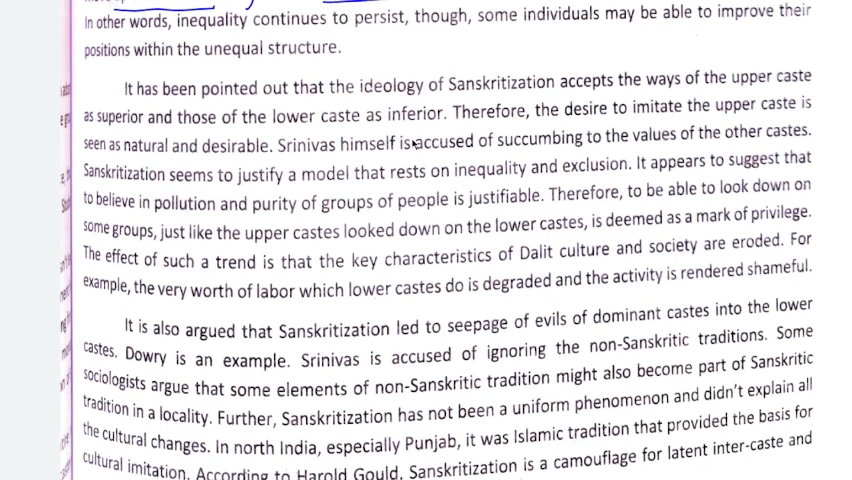 In other words, inequality continues to persist, though, some individuals may be able to improve their
positions within the unequal structure.
It has been pointed out that the ideology of Sanskritization accepts the ways of the upper caste
as superior and those of the lower caste as inferior. Therefore, the desire to imitate the upper caste is
seen as natural and desirable. Srinivas himself is accused of succumbing to the values of the other castes.
Sanskritization seems to justify a model that rests on inequality and exclusion. It appears to suggest that
to believe in pollution and purity of groups of people is justifiable. Therefore, to be able to look down on
some groups, just like the upper castes looked down on the lower castes, is deemed as a mark of privilege.
The effect of such a trend is that the key characteristics of Dalit culture and society are eroded. For
example, the very worth of labor which lower castes do is degraded and the activity is rendered shameful.
It is also argued that Sanskritization led to seepage of evils of dominant castes into the lower
castes. Dowry is an example. Srinivas is accused of ignoring the non-Sanskritic traditions. Some
sociologists argue that some elements of non-Sanskritic tradition might also become part of Sanskritic
tradition in a locality. Further, Sanskritization has not been a uniform phenomenon and didn't explain all
the cultural changes. In north India, especially Punjab, it was Islamic tradition that provided the basis for
cultural imitation. According to Harold Gould, Sanskritization is a camouflage for latent inter-caste and